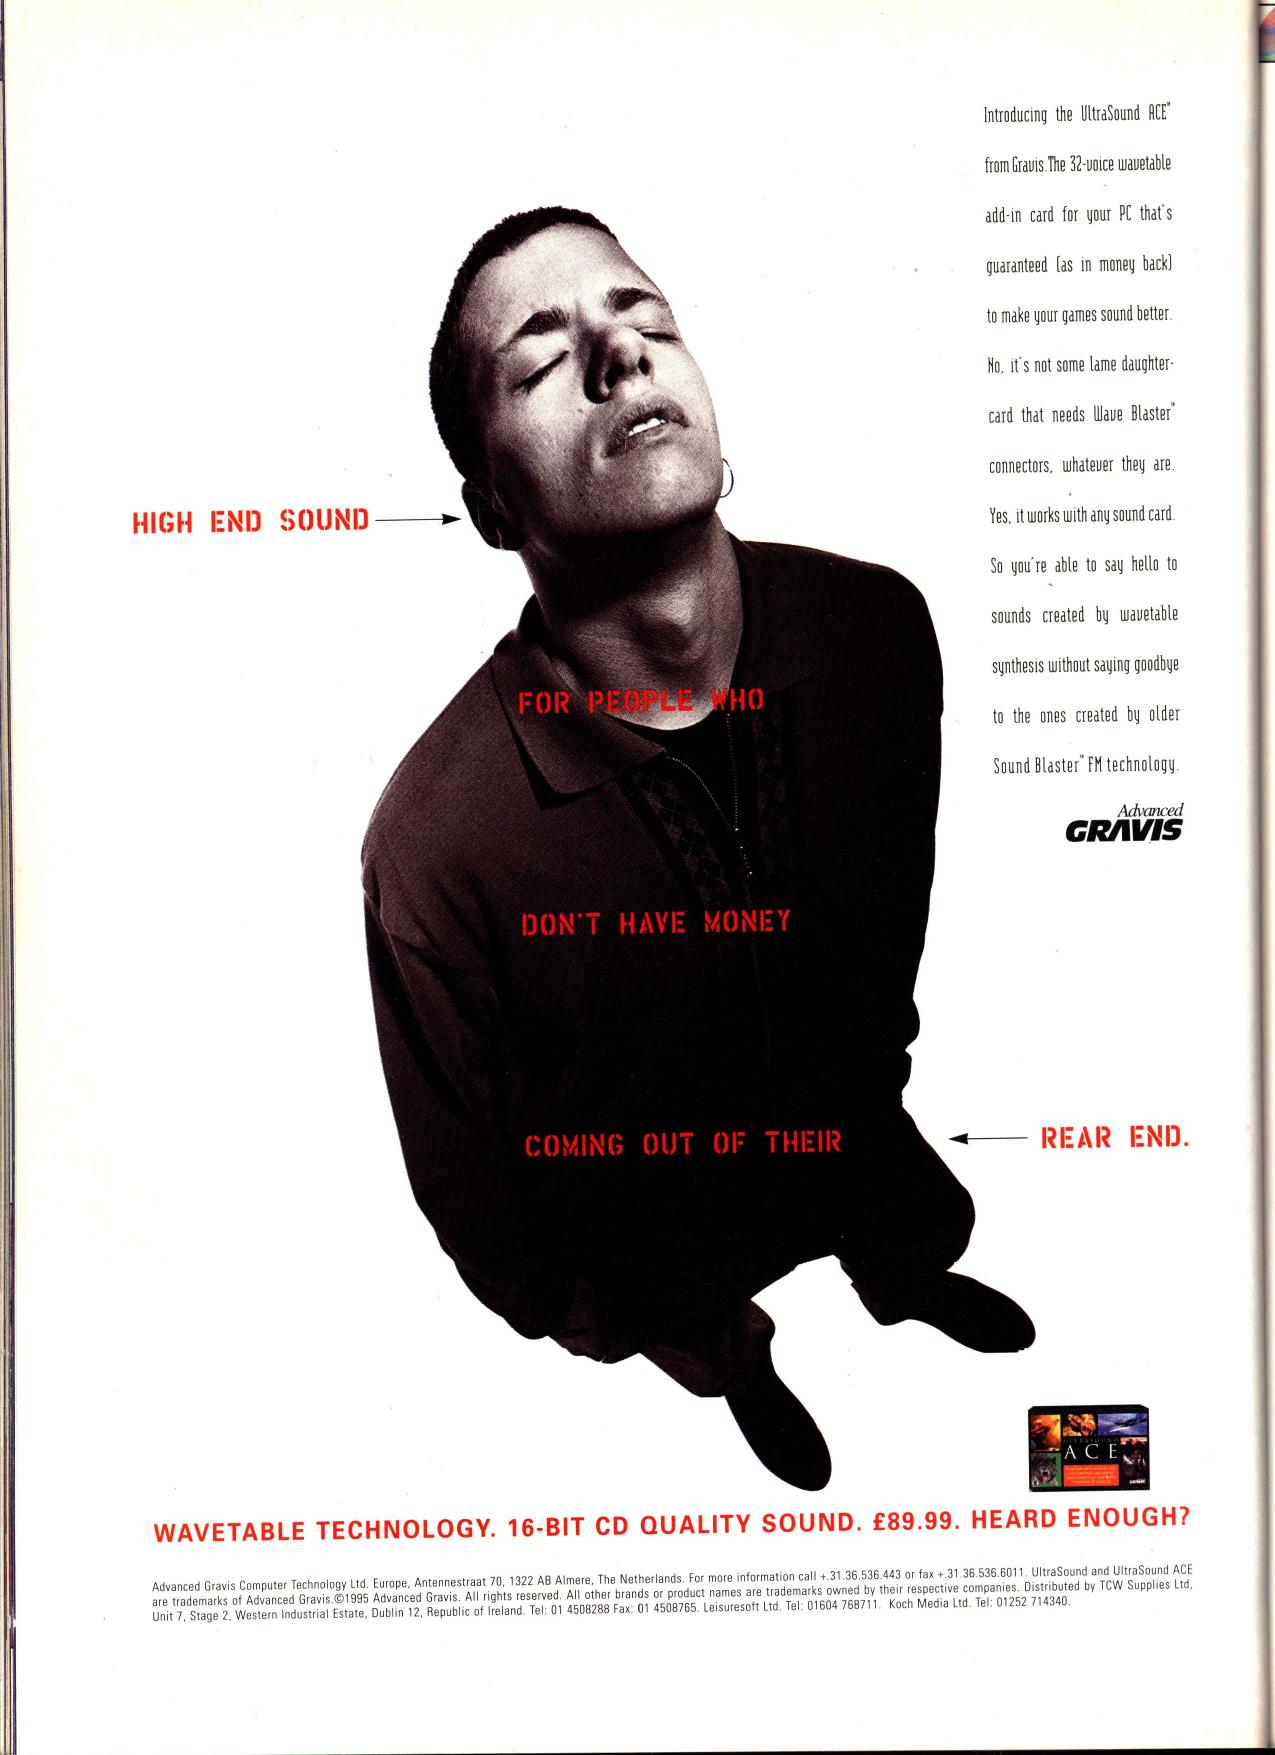 Introducing the UltraSound ACE™
from Gravis.The 32-voice wavetable
add-in card for your PC that's
guaranteed (as in money back)
to make your games sound better.
No, it's not some lame daughter-
card that needs Wave Blaster™
connectors, whatever they are.
Yes, it works with any sound card.
So you're able to say hello to
sounds created by wavetable
synthesis without saying goodbye
to the ones created by older
Sound Blaster™ FM technology.
Advanced
GRAVIS
HIGH END SOUND
FOR PEOPLE WHO
DON'T HAVE MONEY
COMING OUT OF THEIR
REAR END.
ULTRASOUND
ACE
GRAVIS
WAVETABLE TECHNOLOGY. 16-BIT CD QUALITY SOUND. £89.99. HEARD ENOUGH?
Advanced Gravis Computer Technology Ltd. Europe, Antennestraat 70, 1322 AB Almere, The Netherlands. For more information call +.31.36.536.443 or fax +.31.36.536.6011. UltraSound and UltraSound ACE
are trademarks of Advanced Gravis.©1995 Advanced Gravis. All rights reserved. All other brands or product names are trademarks owned by their respective companies. Distributed by TCW Supplies Ltd,
Unit 7, Stage 2, Western Industrial Estate, Dublin 12, Republic of Ireland. Tel: 01 4508288 Fax: 01 4508765. Leisuresoft Ltd. Tel: 01604 768711. Koch Media Ltd. Tel: 01252 714340.